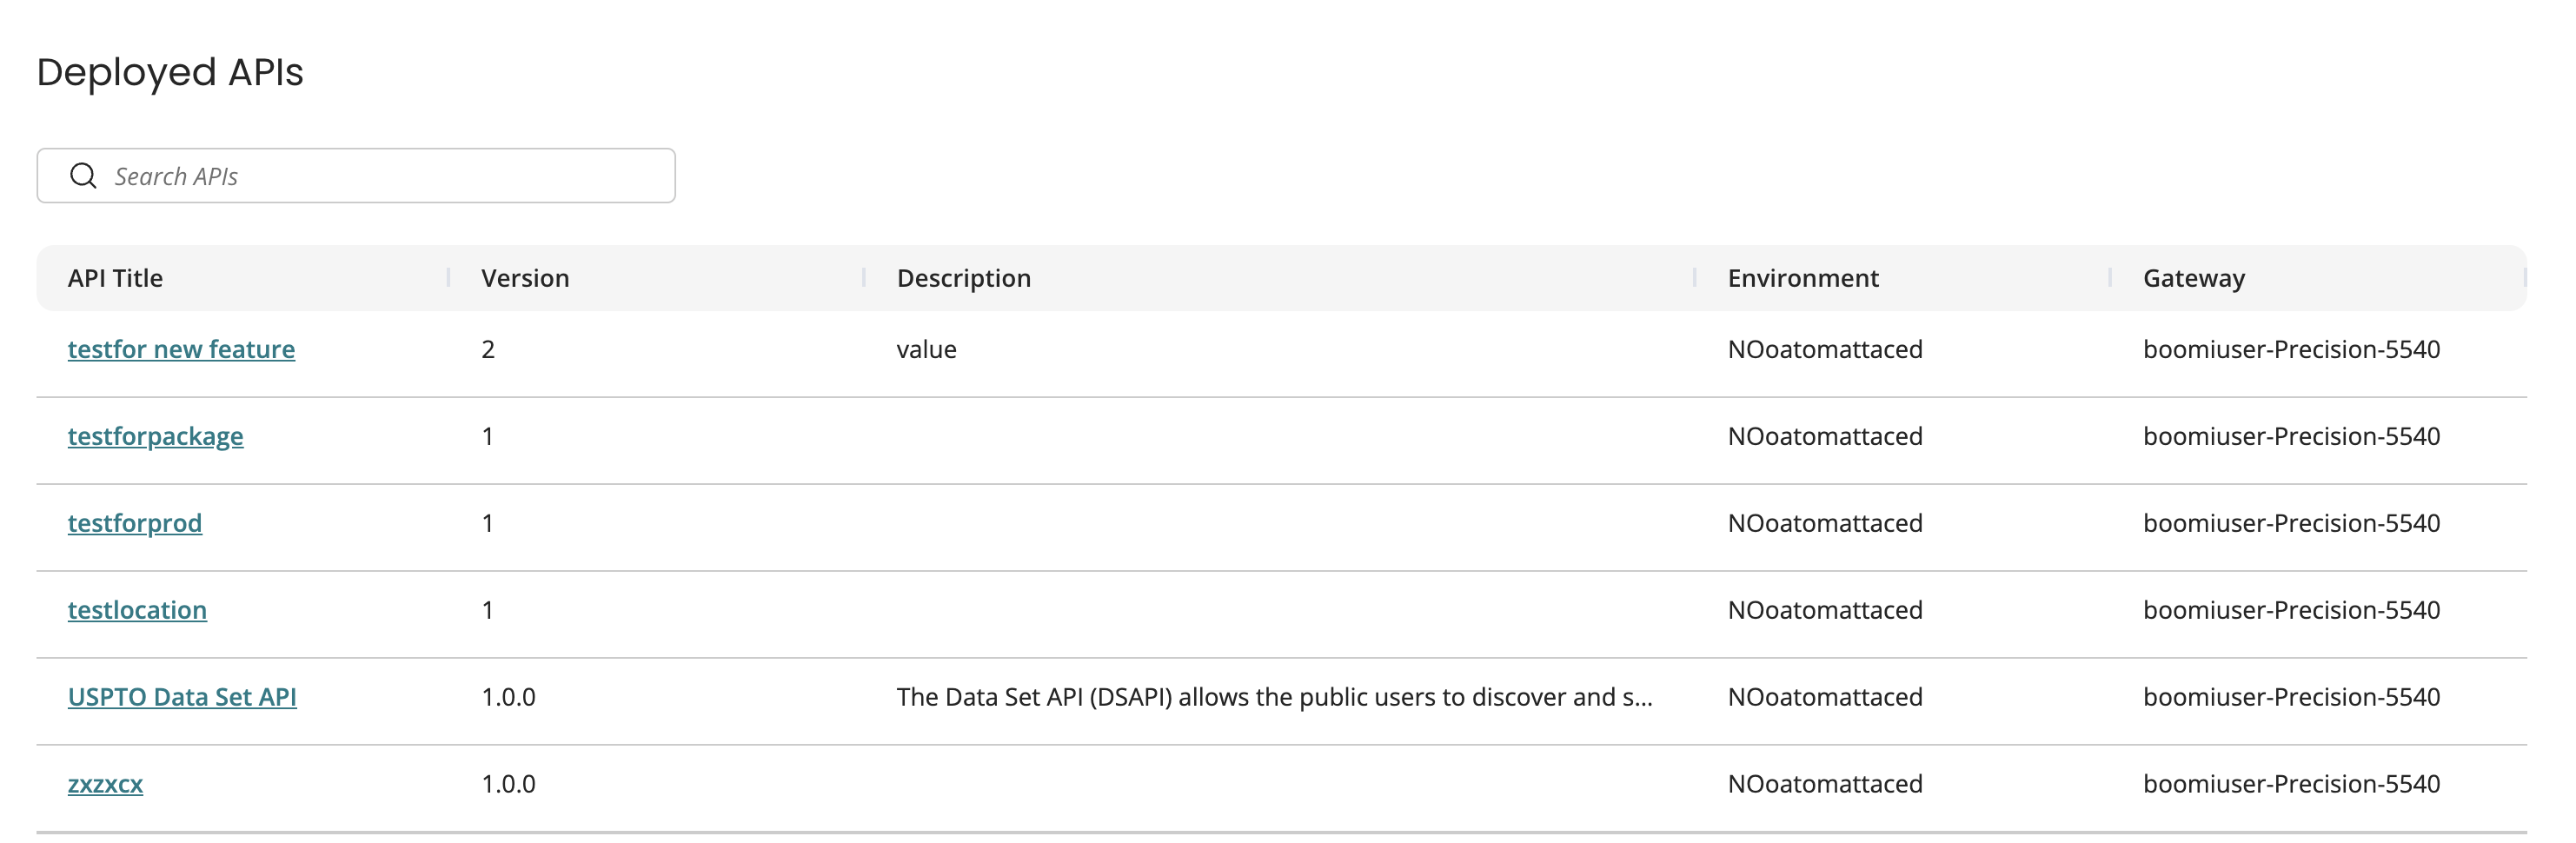 Deployed APIs
Search APIs
API Title Version Description Environment Gateway
testfor new feature 2 value NOoatomattaced boomiuser-Precision-5540
testforpackage 1 NOoatomattaced boomiuser-Precision-5540
testforprod 1 NOoatomattaced boomiuser-Precision-5540
testlocation 1 NOoatomattaced boomiuser-Precision-5540
USPTO Data Set API 1.0.0 The Data Set API (DSAPI) allows the public users to discover and s... NOoatomattaced boomiuser-Precision-5540
zxzxcx 1.0.0 NOoatomattaced boomiuser-Precision-5540